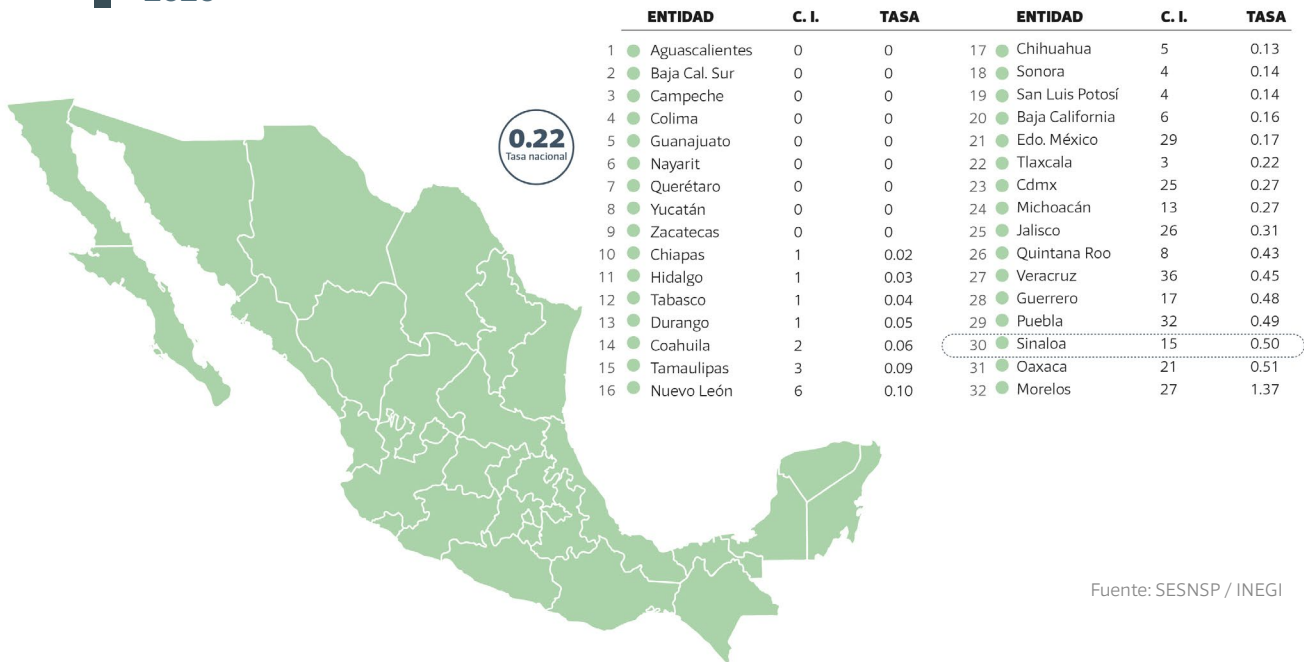 ENTIDAD C. I. TASA
1 Aguascalientes 0 0
2 Baja Cal. Sur 0 0
3 Campeche 0 0
4 Colima 0 0
5 Guanajuato 0 0
6 Nayarit 0 0
7 Querétaro 0 0
8 Yucatán 0 0
9 Zacatecas 0 0
10 Chiapas 1 0.02
11 Hidalgo 1 0.03
12 Tabasco 1 0.04
13 Durango 1 0.05
14 Coahuila 2 0.06
15 Tamaulipas 3 0.09
16 Nuevo León 6 0.10
ENTIDAD C. I. TASA
17 Chihuahua 5 0.13
18 Sonora 4 0.14
19 San Luis Potosí 4 0.14
20 Baja California 6 0.16
21 Edo. México 29 0.17
22 Tlaxcala 3 0.22
23 Cdmx 25 0.27
24 Michoacán 13 0.27
25 Jalisco 26 0.31
26 Quintana Roo 8 0.43
27 Veracruz 36 0.45
28 Guerrero 17 0.48
29 Puebla 32 0.49
30 Sinaloa 15 0.50
31 Oaxaca 21 0.51
32 Morelos 27 1.37
0.22
Tasa nacional
Fuente: SESNSP / INEGI